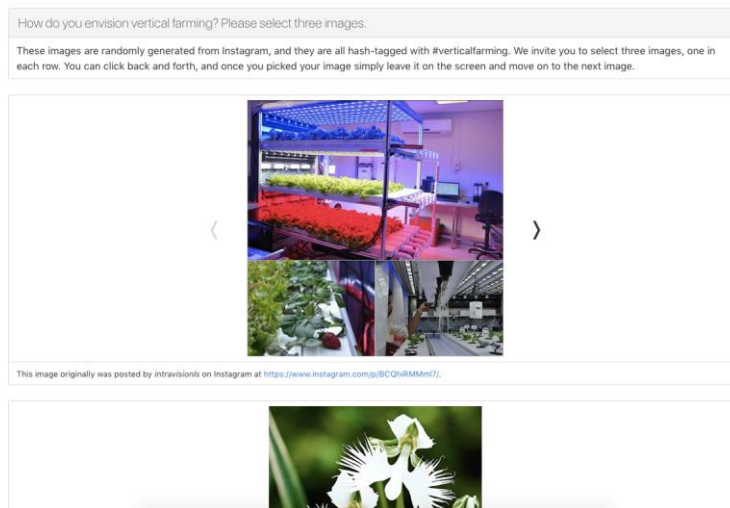 How do you envision vertical farming? Please select three images.
These images are randomly generated from Instagram, and they are all hash-tagged with #verticalfarming. We invite you to select three images, one in
each row. You can click back and forth, and once you picked your image simply leave it on the screen and move on to the next image.
This image originally was posted by intravisionls on Instagram at https://www.instagram.com/p/BCQhiRMMml7/.